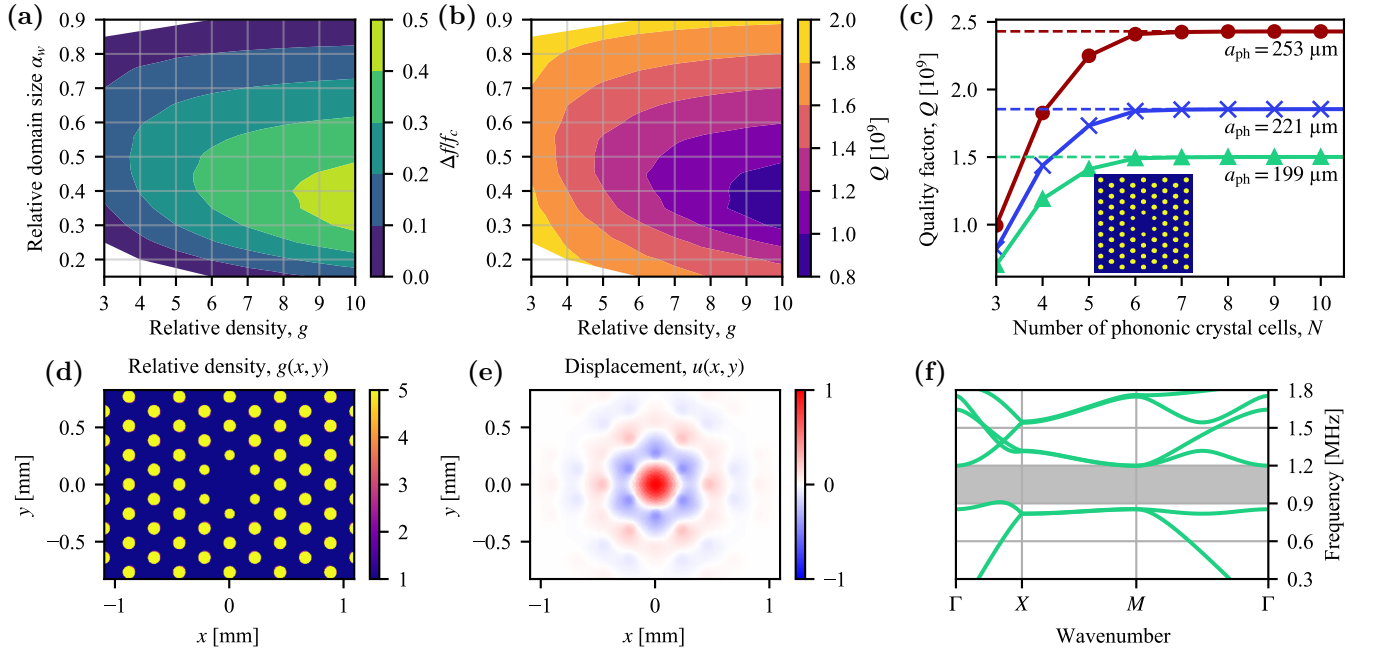 (a)
Relative domain size α_w
0.9
0.8
0.7
0.6
0.5
0.4
0.3
0.2
3 4 5 6 7 8 9 10
Relative density, g
0.5
0.4
0.3
0.2
0.1
0.0
Δf/f_c
(b)
0.9
0.8
0.7
0.6
0.5
0.4
0.3
0.2
3 4 5 6 7 8 9 10
Relative density, g
2.0
1.8
1.6
1.4
1.2
1.0
0.8
Q [10⁹]
(c)
Quality factor, Q [10⁹]
2.5
2.0
1.5
1.0
a_ph = 253 µm
a_ph = 221 µm
a_ph = 199 µm
3 4 5 6 7 8 9 10
Number of phononic crystal cells, N
(d)
Relative density, g(x, y)
y [mm]
0.5
0.0
−0.5
−1 0 1
x [mm]
5
4
3
2
1
(e)
Displacement, u(x, y)
y [mm]
0.5
0.0
−0.5
−1 0 1
x [mm]
1
0
−1
(f)
1.8
1.5
1.2
0.9
0.6
0.3
Frequency [MHz]
Γ X M Γ
Wavenumber